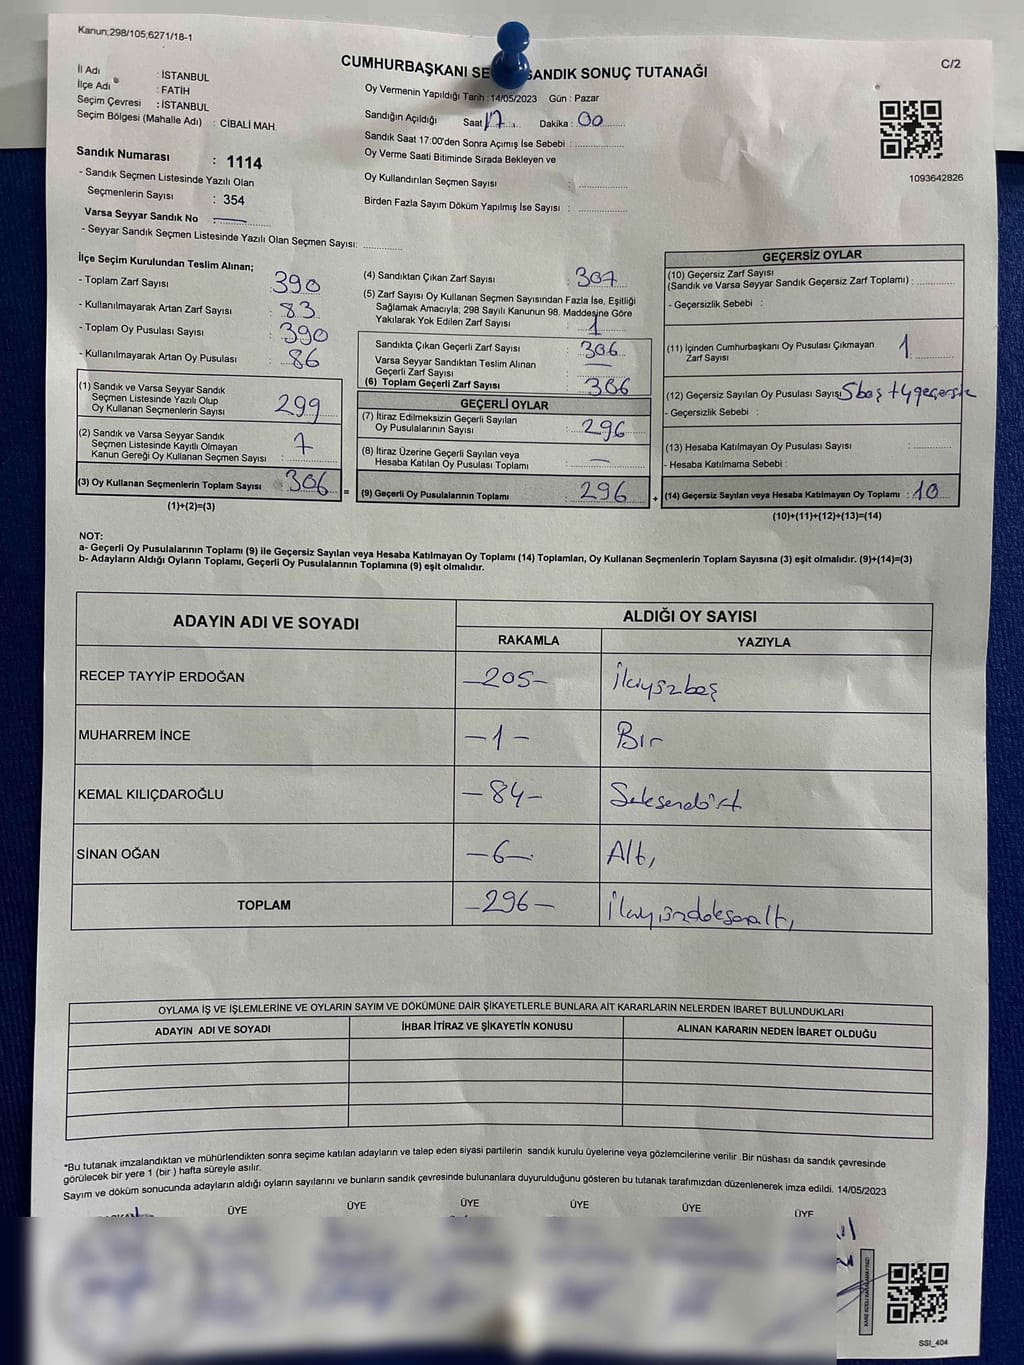 Kanun;298/105;6271/18-1
CUMHURBAŞKANI SE SANDIK SONUÇ TUTANAĞI
C/2
İl Adı : İSTANBUL
İlçe Adı : FATİH
Seçim Çevresi : İSTANBUL
Seçim Bölgesi (Mahalle Adı) : CİBALİ MAH.
Sandık Numarası : 1114
- Sandık Seçmen Listesinde Yazılı Olan
Seçmenlerin Sayısı : 354
Varsa Seyyar Sandık No
- Seyyar Sandık Seçmen Listesinde Yazılı Olan Seçmen Sayısı:
Oy Vermenin Yapıldığı Tarih :14/05/2023 Gün : Pazar
Sandığın Açıldığı Saat 17 Dakika : 00
Sandık Saat 17:00'den Sonra Açımış İse Sebebi :
Oy Verme Saati Bitiminde Sırada Bekleyen ve
Oy Kullandırılan Seçmen Sayısı :
Birden Fazla Sayım Döküm Yapılmış İse Sayısı :
1093642826
İlçe Seçim Kurulundan Teslim Alınan;
- Toplam Zarf Sayısı : 390
- Kullanılmayarak Artan Zarf Sayısı : 83
- Toplam Oy Pusulası Sayısı : 390
- Kullanılmayarak Artan Oy Pusulası : 86
(1) Sandık ve Varsa Seyyar Sandık
Seçmen Listesinde Yazılı Olup
Oy Kullanan Seçmenlerin Sayısı : 299
(2) Sandık ve Varsa Seyyar Sandık
Seçmen Listesinde Kayıtlı Olmayan
Kanun Gereği Oy Kullanan Seçmen Sayısı : 7
(3) Oy Kullanan Seçmenlerin Toplam Sayısı : 306 =
(1)+(2)=(3)
(4) Sandıktan Çıkan Zarf Sayısı : 307
(5) Zarf Sayısı Oy Kullanan Seçmen Sayısından Fazla İse, Eşitliği
Sağlamak Amacıyla; 298 Sayılı Kanunun 98. Maddesine Göre
Yakılarak Yok Edilen Zarf Sayısı : 1
Sandıkta Çıkan Geçerli Zarf Sayısı : 306
Varsa Seyyar Sandıktan Teslim Alınan
Geçerli Zarf Sayısı : —
(6) Toplam Geçerli Zarf Sayısı : 306
GEÇERLİ OYLAR
(7) İtiraz Edilmeksizin Geçerli Sayılan
Oy Pusulalarının Sayısı : 296
(8) İtiraz Üzerine Geçerli Sayılan veya
Hesaba Katılan Oy Pusulası Toplamı : —
(9) Geçerli Oy Pusulalarının Toplamı : 296 +
GEÇERSİZ OYLAR
(10) Geçersiz Zarf Sayısı
(Sandık ve Varsa Seyyar Sandık Geçersiz Zarf Toplamı) :
- Geçersizlik Sebebi :
(11) İçinden Cumhurbaşkanı Oy Pusulası Çıkmayan
Zarf Sayısı : 1
(12) Geçersiz Sayılan Oy Pusulası Sayısı 5 boş + 4 geçersiz
- Geçersizlik Sebebi :
(13) Hesaba Katılmayan Oy Pusulası Sayısı :
- Hesaba Katılmama Sebebi :
(14) Geçersiz Sayılan veya Hesaba Katılmayan Oy Toplamı : 10
(10)+(11)+(12)+(13)=(14)
NOT:
a- Geçerli Oy Pusulalarının Toplamı (9) ile Geçersiz Sayılan veya Hesaba Katılmayan Oy Toplamı (14) Toplamları, Oy Kullanan Seçmenlerin Toplam Sayısına (3) eşit olmalıdır. (9)+(14)=(3)
b- Adayların Aldığı Oyların Toplamı, Geçerli Oy Pusulalarının Toplamına (9) eşit olmalıdır.
ADAYIN ADI VE SOYADI
ALDIĞI OY SAYISI
RAKAMLA YAZIYLA
RECEP TAYYİP ERDOĞAN -205- İkiyüzbeş
MUHARREM İNCE -1- Bir
KEMAL KILIÇDAROĞLU -84- Seksendört
SİNAN OĞAN -6- Altı
TOPLAM -296- İkiyüzdoksanaltı
OYLAMA İŞ VE İŞLEMLERİNE VE OYLARIN SAYIM VE DÖKÜMÜNE DAİR ŞİKAYETLERLE BUNLARA AİT KARARLARIN NELERDEN İBARET BULUNDUKLARI
ADAYIN ADI VE SOYADI İHBAR İTİRAZ VE ŞİKAYETİN KONUSU ALINAN KARARIN NEDEN İBARET OLDUĞU
*Bu tutanak imzalandıktan ve mühürlendikten sonra seçime katılan adayların ve talep eden siyasi partilerin sandık kurulu üyelerine veya gözlemcilerine verilir .Bir nüshası da sandık çevresinde
görülecek bir yere 1 (bir ) hafta süreyle asılır.
Sayım ve döküm sonucunda adayların aldığı oyların sayılarını ve bunların sandık çevresinde bulunanlara duyurulduğunu gösteren bu tutanak tarafımızdan düzenlenerek imza edildi. 14/05/2023
ÜYE ÜYE ÜYE ÜYE ÜYE ÜYE
SSI_404